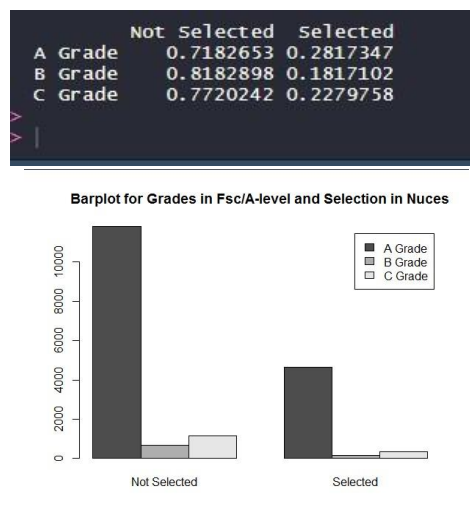 Not Selected Selected
A Grade 0.7182653 0.2817347
B Grade 0.8182898 0.1817102
C Grade 0.7720242 0.2279758
>
>
Barplot for Grades in Fsc/A-level and Selection in Nuces
A Grade
B Grade
C Grade
10000
8000
6000
4000
2000
0
Not Selected Selected